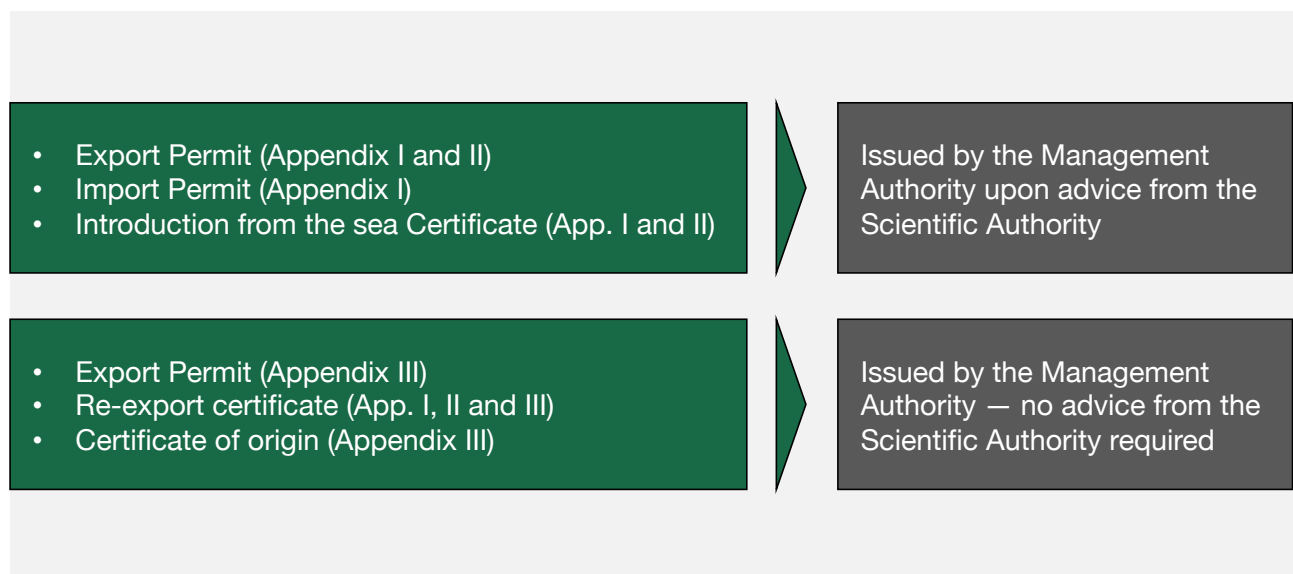 • Export Permit (Appendix I and II)
• Import Permit (Appendix I)
• Introduction from the sea Certificate (App. I and II)
Issued by the Management
Authority upon advice from the
Scientific Authority
• Export Permit (Appendix III)
• Re-export certificate (App. I, II and III)
• Certificate of origin (Appendix III)
Issued by the Management
Authority — no advice from the
Scientific Authority required